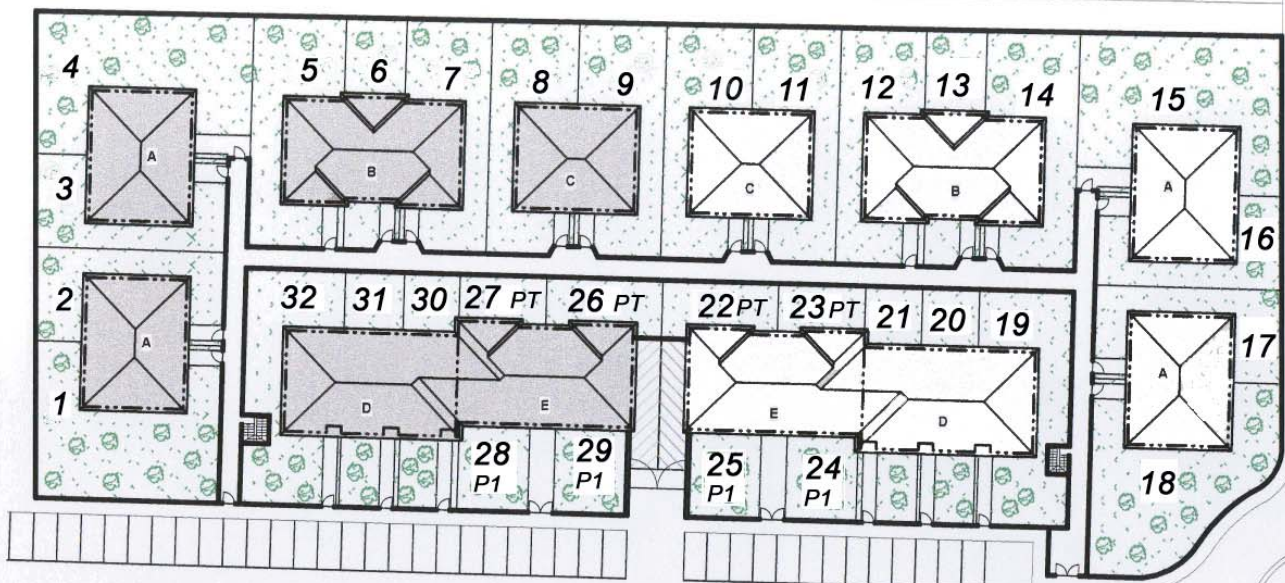 4 5 6 7 8 9 10 11 12 13 14 15
A B C C B A
3 16
2 32 31 30 27 PT 26 PT 22 PT 23 PT 21 20 19 17
A D E E D A
1 28 29 25 24 18
P1 P1 P1 P1